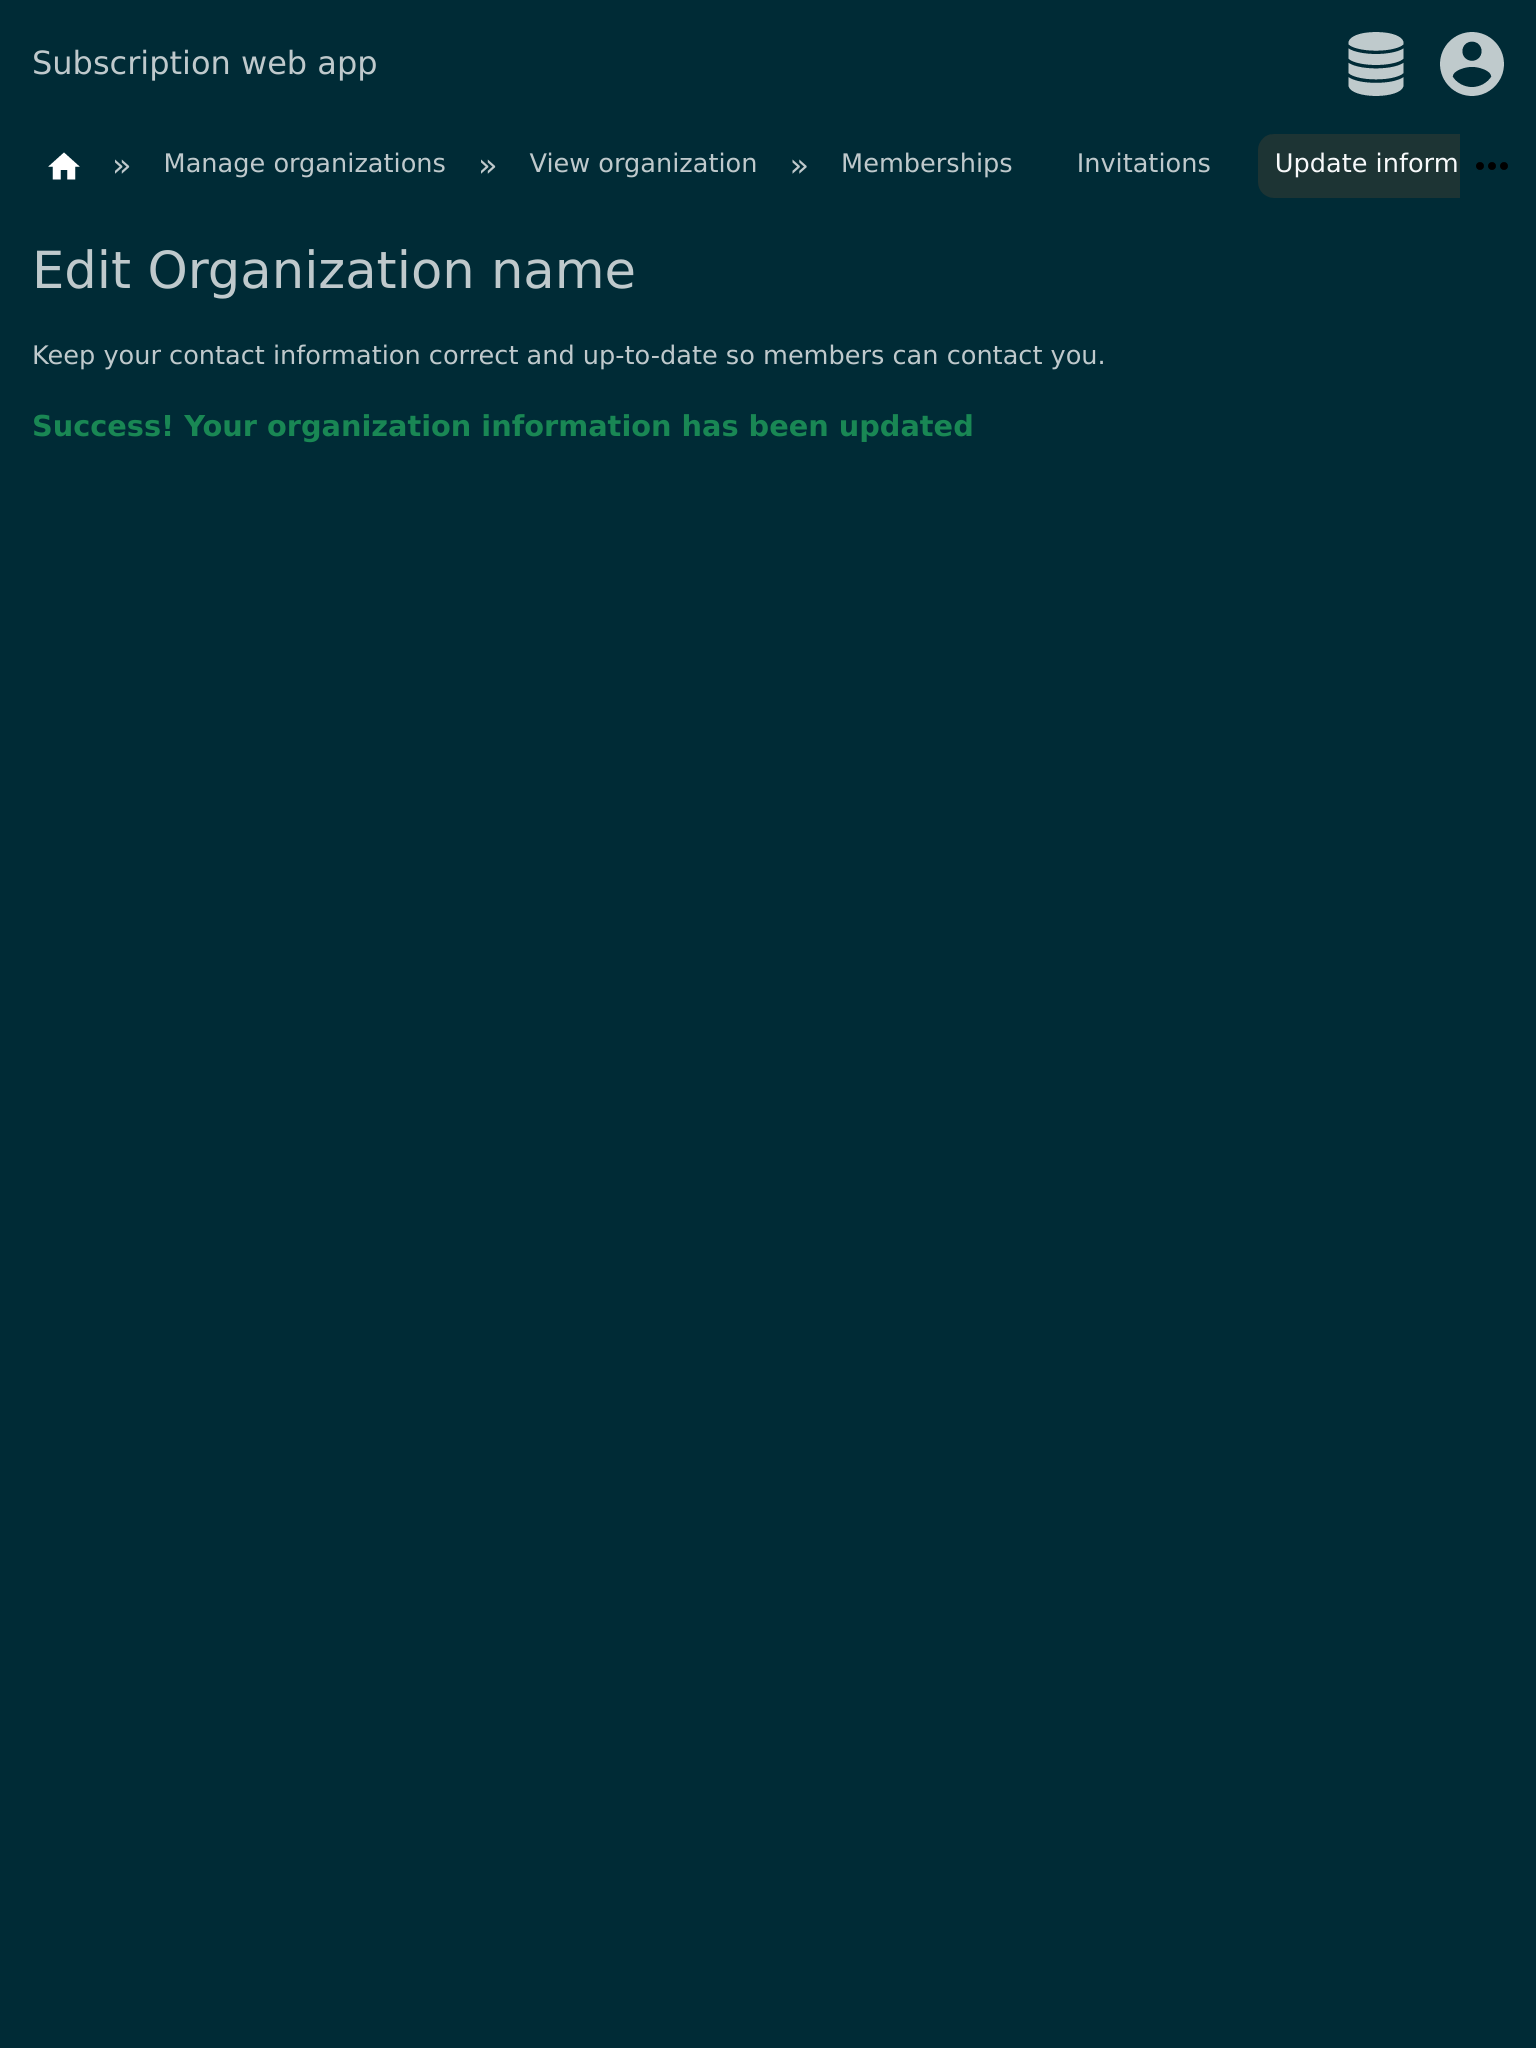 Subscription web app
» Manage organizations » View organization » Memberships Invitations Update inform
Edit Organization name
Keep your contact information correct and up-to-date so members can contact you.
Success! Your organization information has been updated